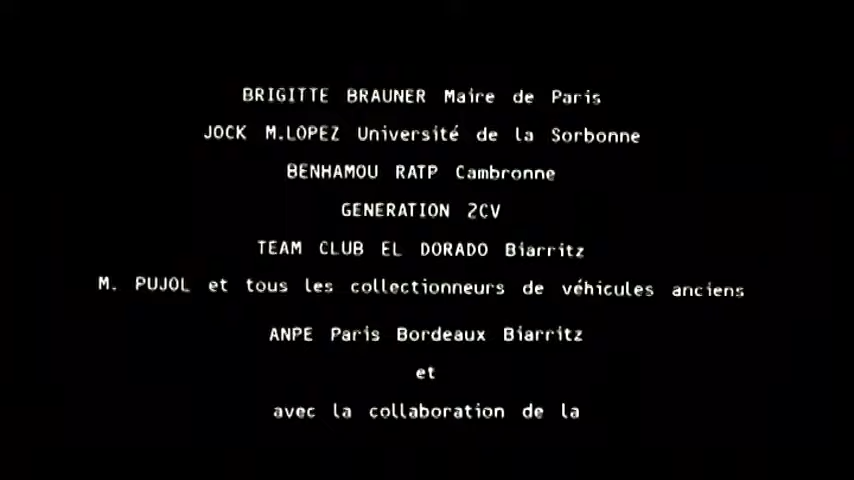 BRIGITTE BRAUNER Maire de Paris
JOCK M.LOPEZ Université de la Sorbonne
BENHAMOU RATP Cambronne
GENERATION 2CV
TEAM CLUB EL DORADO Biarritz
M. PUJOL et tous les collectionneurs de véhicules anciens
ANPE Paris Bordeaux Biarritz
et
avec la collaboration de la